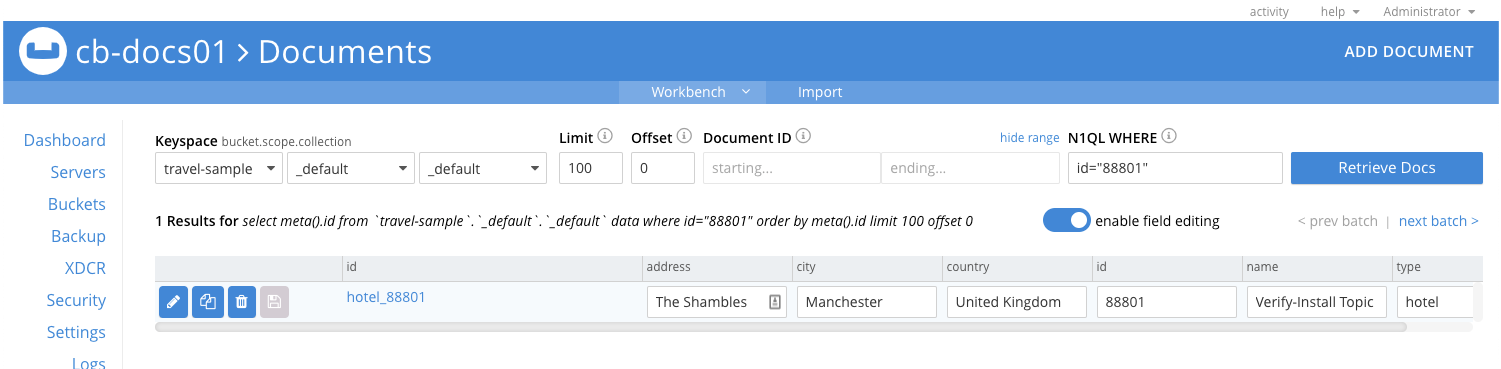 activity help Administrator
cb-docs01 > Documents ADD DOCUMENT
Workbench Import
Dashboard
Servers
Buckets
Backup
XDCR
Security
Settings
Logs
Keyspace bucket.scope.collection Limit Offset Document ID hide range N1QL WHERE
travel-sample _default _default 100 0 starting... ending... id="88801" Retrieve Docs
1 Results for select meta().id from `travel-sample`.`_default`.`_default` data where id="88801" order by meta().id limit 100 offset 0 enable field editing < prev batch | next batch >
id address city country id name type
hotel_88801 The Shambles Manchester United Kingdom 88801 Verify-Install Topic hotel